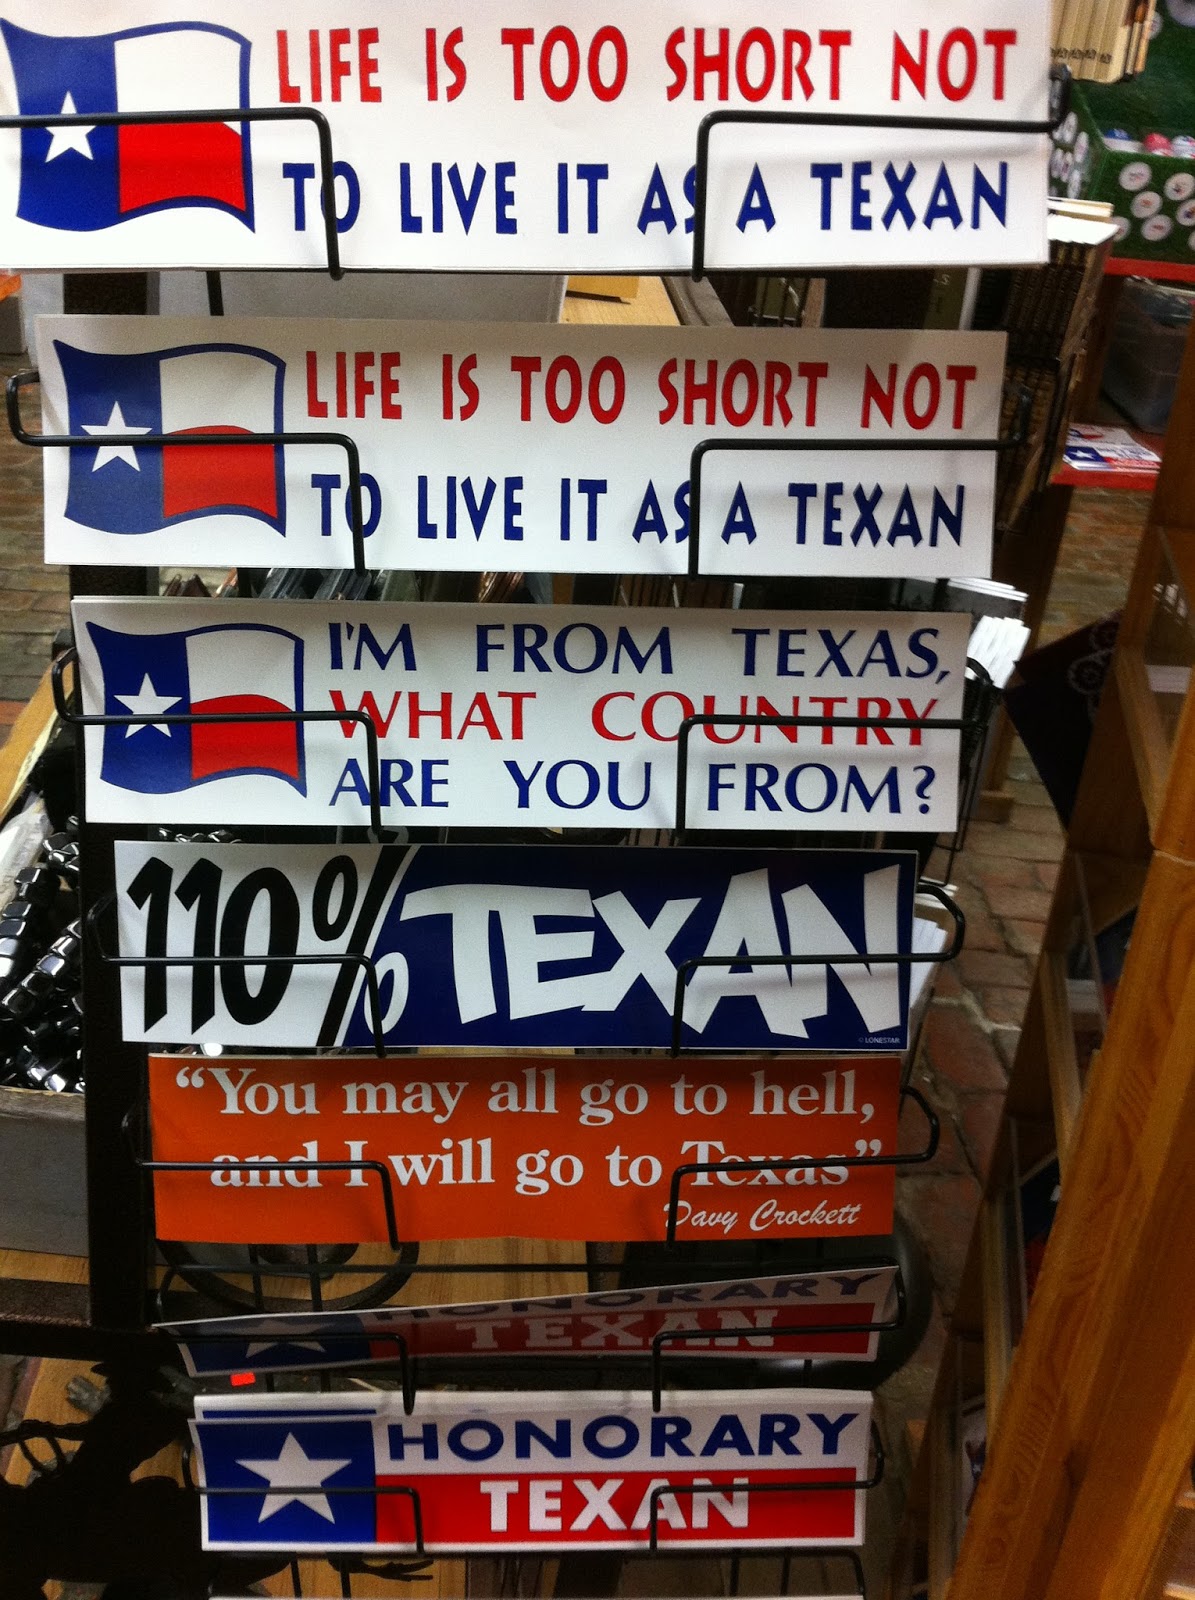 LIFE IS TOO SHORT NOT
TO LIVE IT AS A TEXAN
LIFE IS TOO SHORT NOT
TO LIVE IT AS A TEXAN
I'M FROM TEXAS,
WHAT COUNTRY
ARE YOU FROM?
110% TEXAN
© LONESTAR
“You may all go to hell,
and I will go to Texas”
Davy Crockett
HONORARY
TEXAN
HONORARY
TEXAN